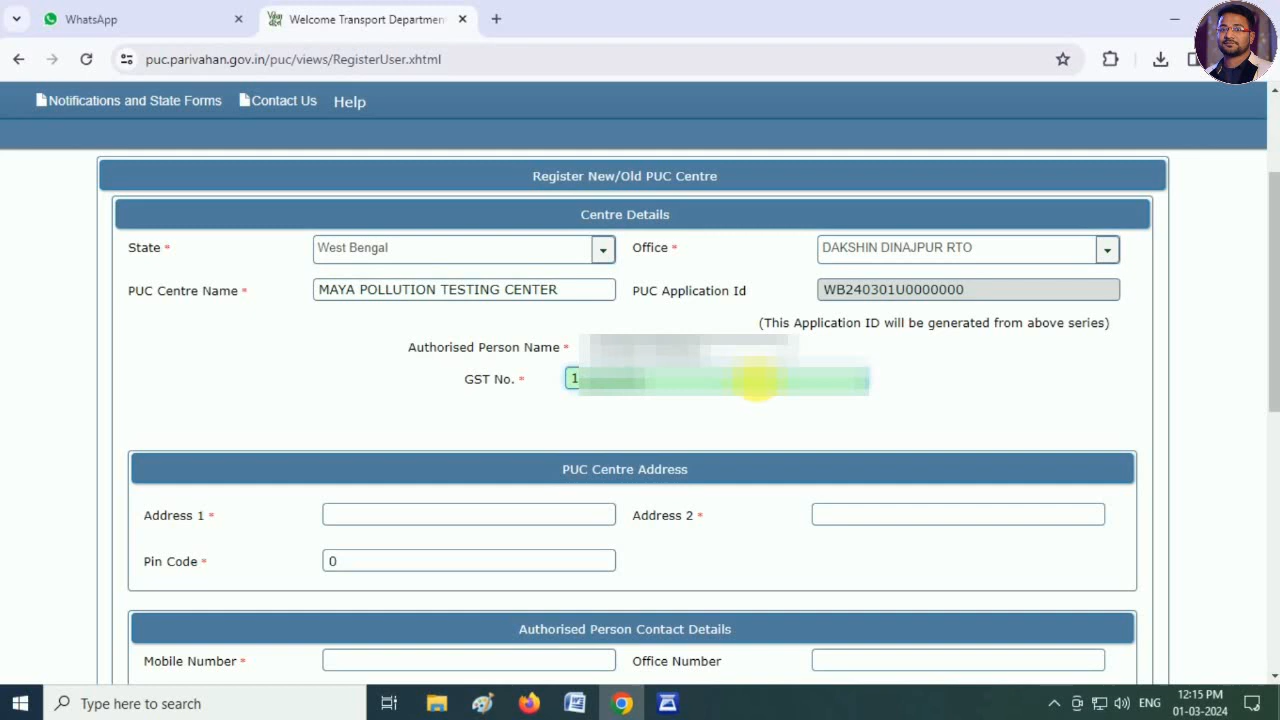 WhatsApp
Welcome Transport Departmen
puc.parivahan.gov.in/puc/views/RegisterUser.xhtml
Notifications and State Forms Contact Us Help
Register New/Old PUC Centre
Centre Details
State * West Bengal Office * DAKSHIN DINAJPUR RTO
PUC Centre Name * MAYA POLLUTION TESTING CENTER PUC Application Id WB240301U0000000
(This Application ID will be generated from above series)
Authorised Person Name *
GST No. * 1
PUC Centre Address
Address 1 * Address 2 *
Pin Code * 0
Authorised Person Contact Details
Mobile Number * Office Number
Type here to search ENG 12:15 PM
01-03-2024